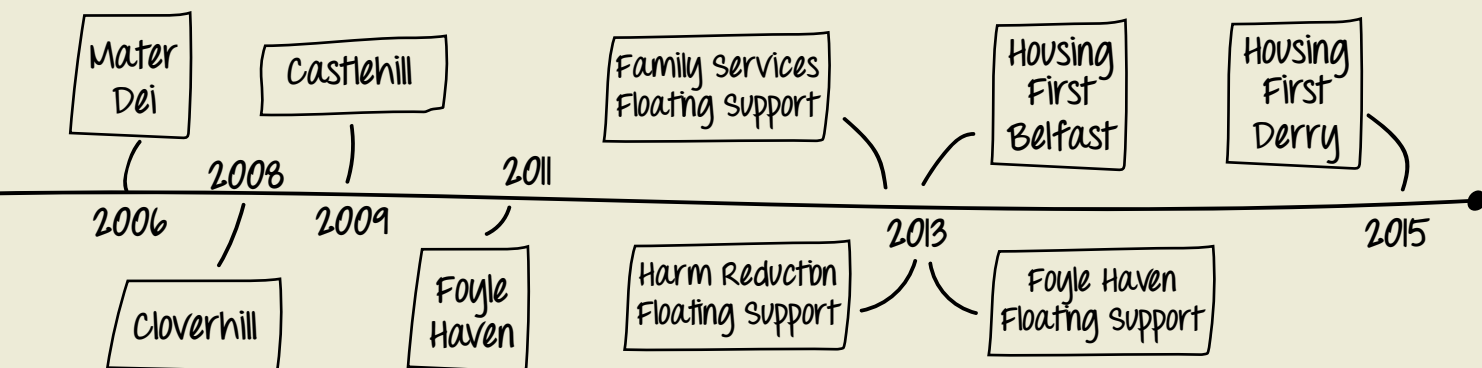 Mater
Dei
Castlehill
Family Services
Floating Support
Housing
First
Belfast
Housing
First
Derry
2008
2011
2006
2009
2013
2015
Cloverhill
Foyle
Haven
Harm Reduction
Floating Support
Foyle Haven
Floating Support